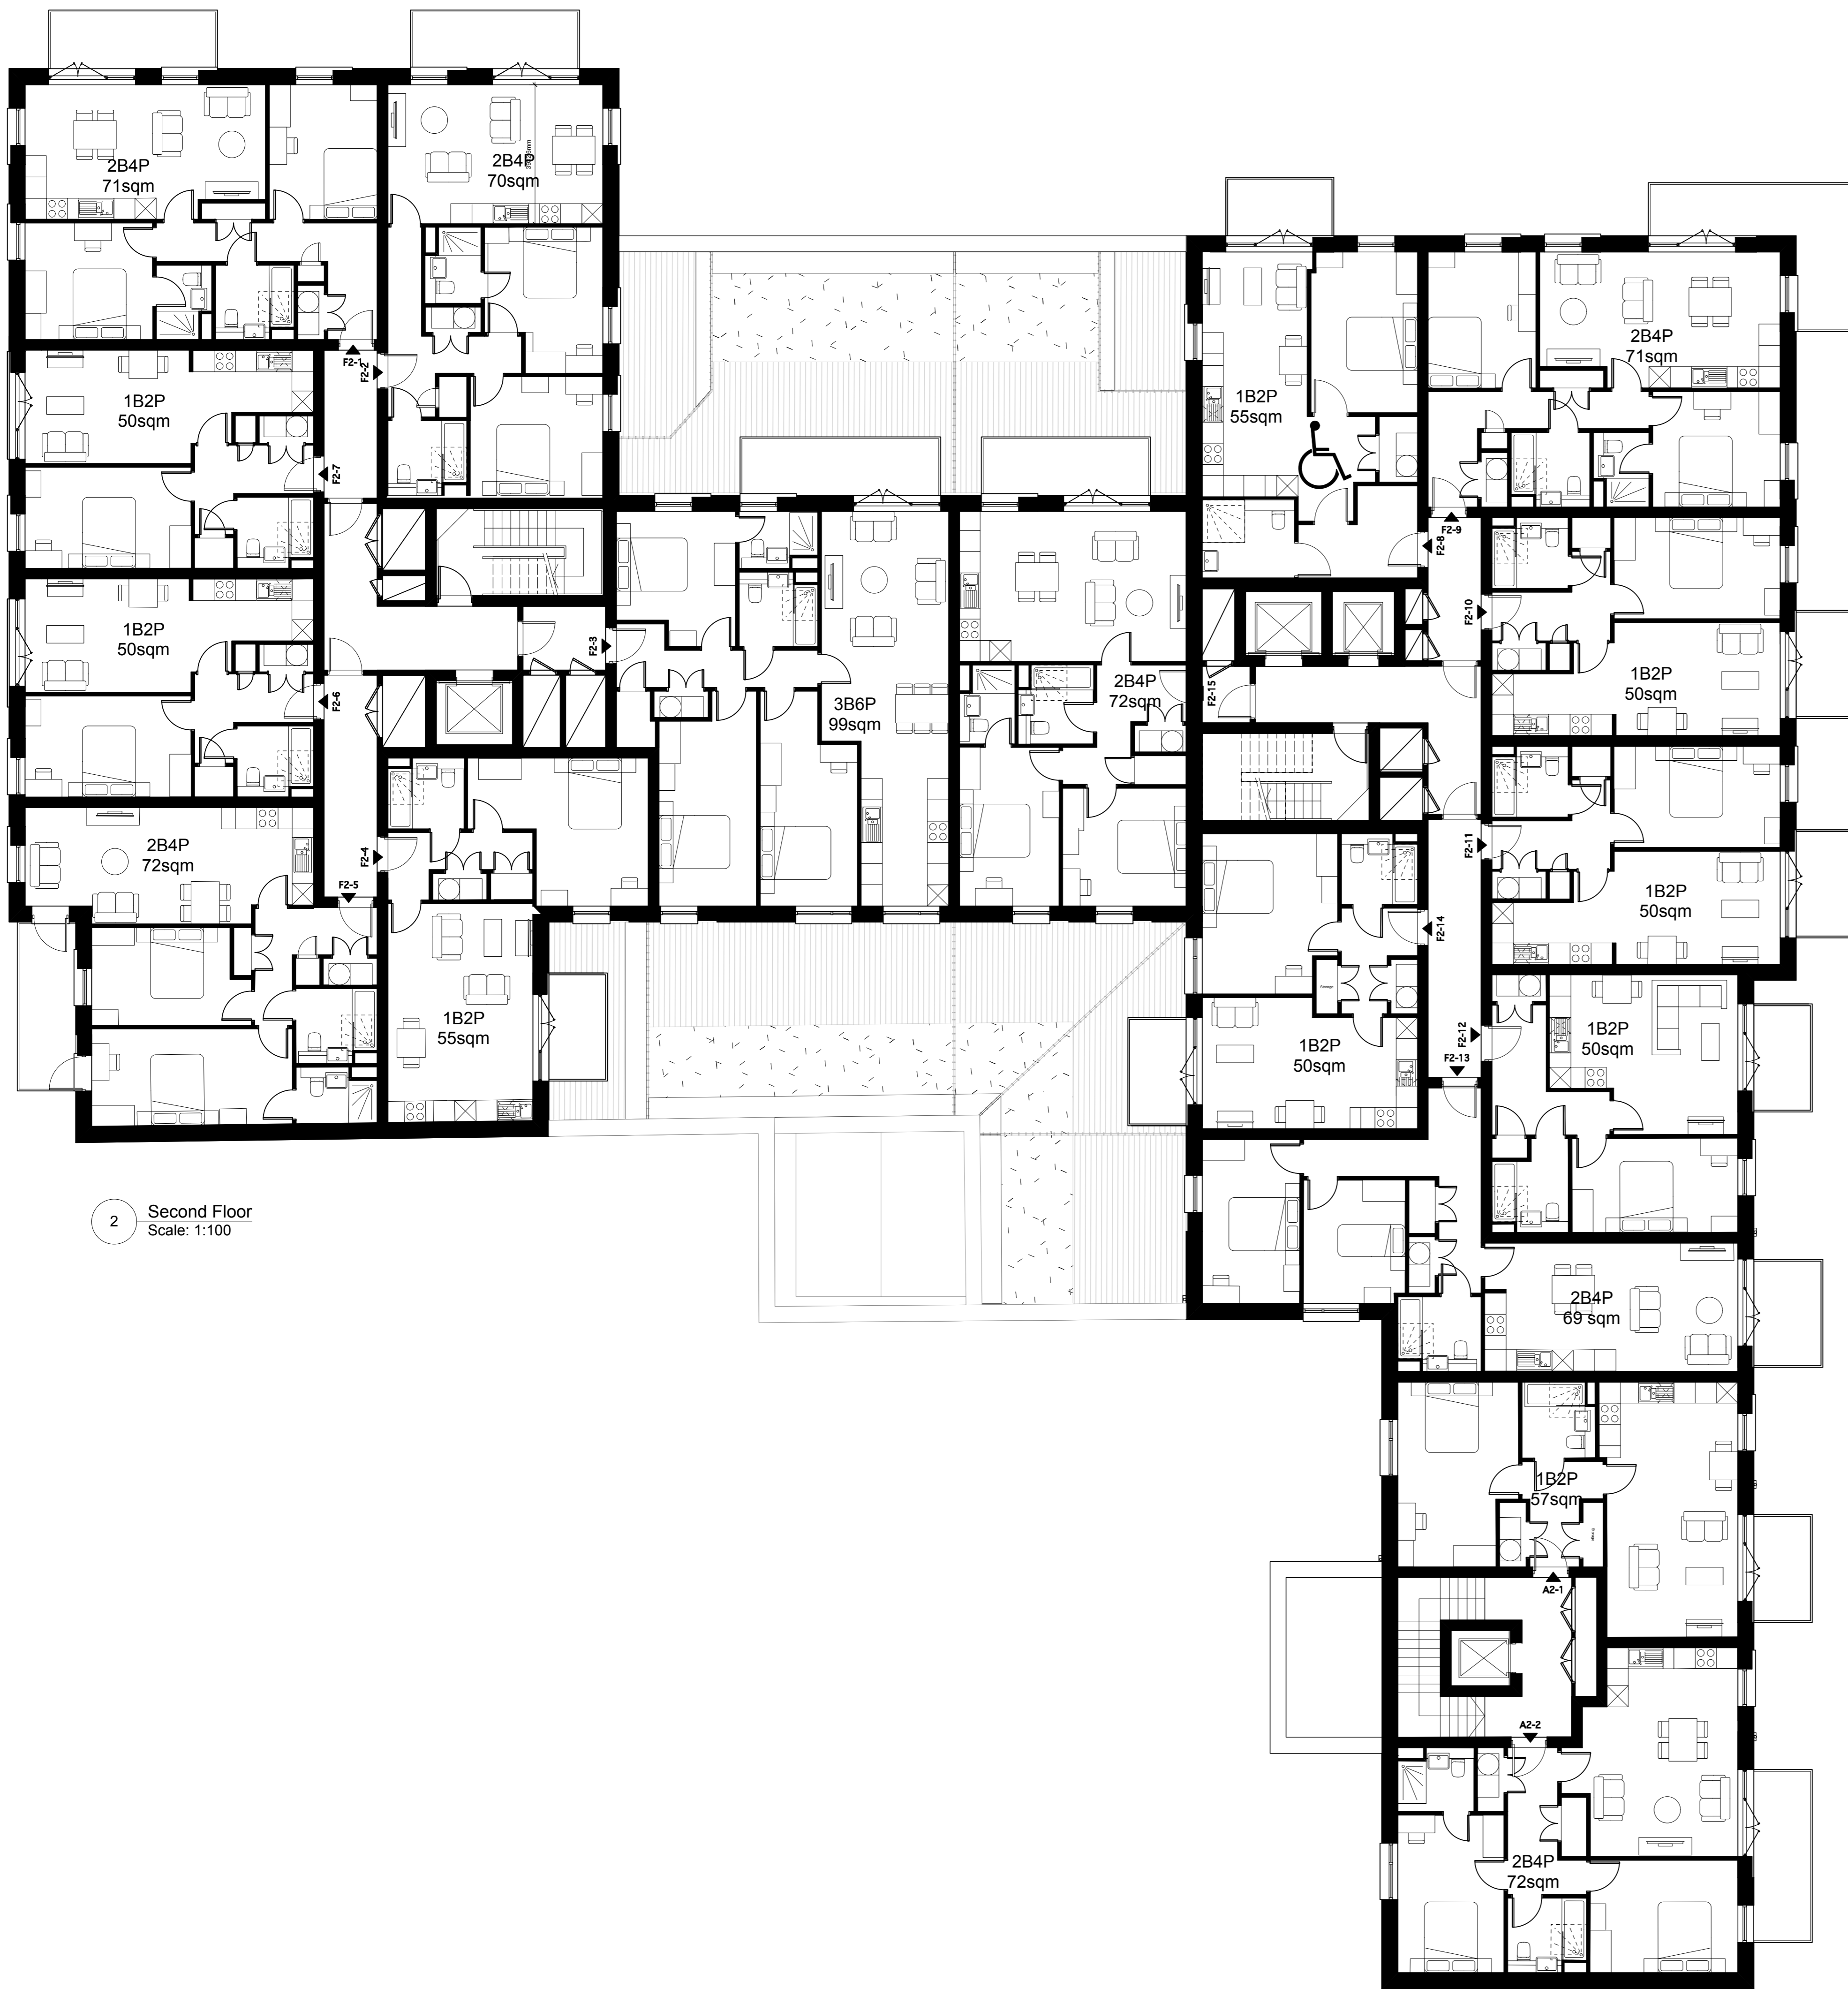 2B4P
71sqm
2B4P
70sqm
F2-1
F2-2
1B2P
50sqm
F2-7
1B2P
50sqm
F2-6
F2-3
2B4P
72sqm
F2-4
F2-5
1B2P
55sqm
3B6P
99sqm
2B4P
72sqm
F2-15
1B2P
55sqm
2B4P
71sqm
F2-8
F2-9
F2-10
1B2P
50sqm
F2-11
1B2P
50sqm
F2-14
Storage
1B2P
50sqm
F2-12
F2-13
1B2P
50sqm
2B4P
69 sqm
2
Second Floor
Scale: 1:100
1B2P
57sqm
Storage
A2-1
A2-2
2B4P
72sqm